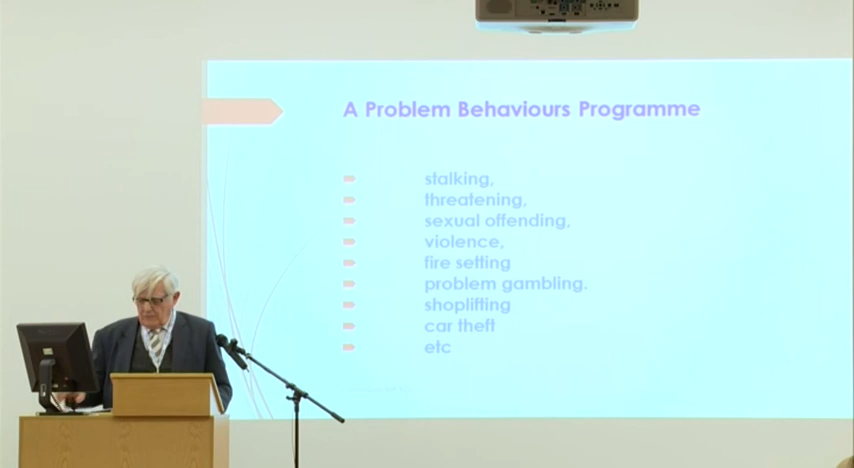 A Problem Behaviours Programme
stalking,
threatening,
sexual offending,
violence,
fire setting
problem gambling.
shoplifting
car theft
etc